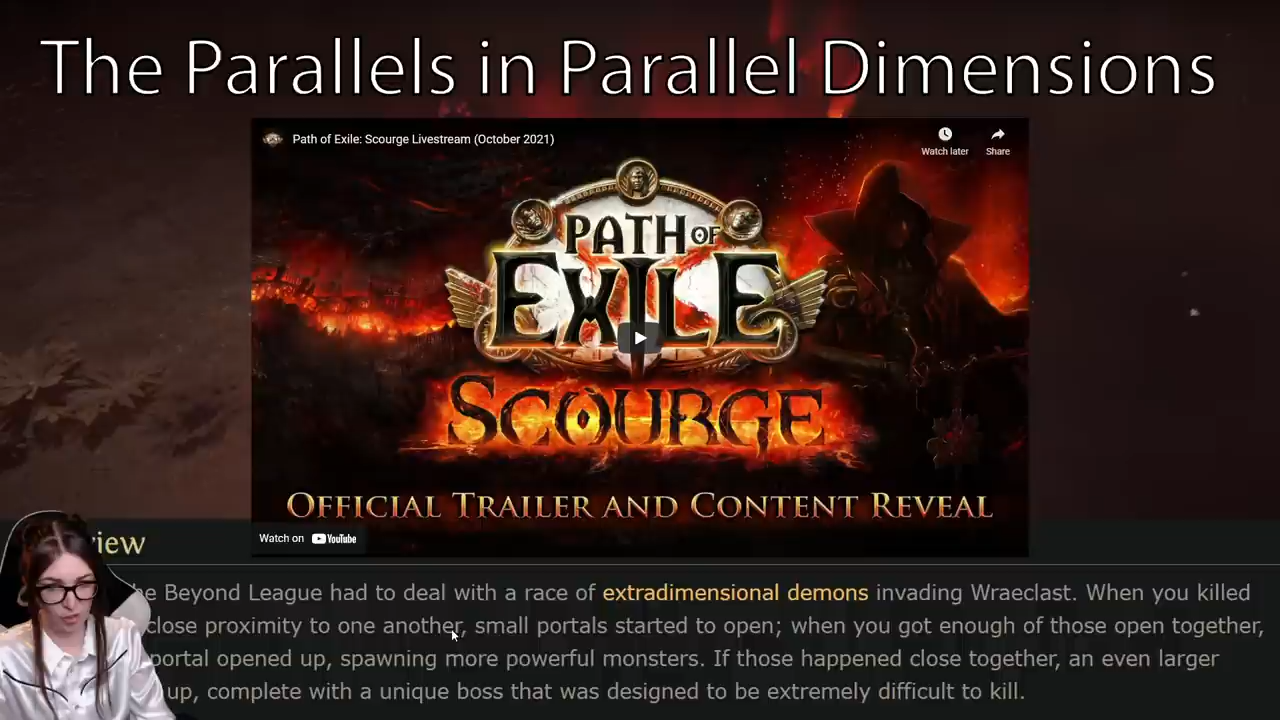 The Parallels in Parallel Dimensions
Path of Exile: Scourge Livestream (October 2021)
Watch later
Share
PATH OF
EXILE
SCOURGE
OFFICIAL TRAILER AND CONTENT REVEAL
Watch on YouTube
view
he Beyond League had to deal with a race of extradimensional demons invading Wraeclast. When you killed
close proximity to one another, small portals started to open; when you got enough of those open together,
portal opened up, spawning more powerful monsters. If those happened close together, an even larger
up, complete with a unique boss that was designed to be extremely difficult to kill.